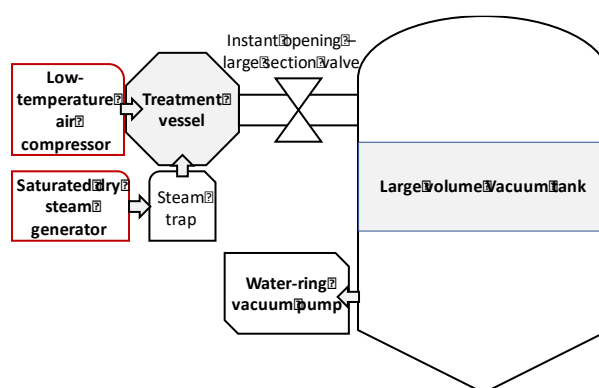 Instant opening –
large section valve
Low-
temperature
air
compressor
Treatment
vessel
Saturated dry
steam
generator
Steam
trap
Large volume Vacuum tank
Water-ring
vacuum pump